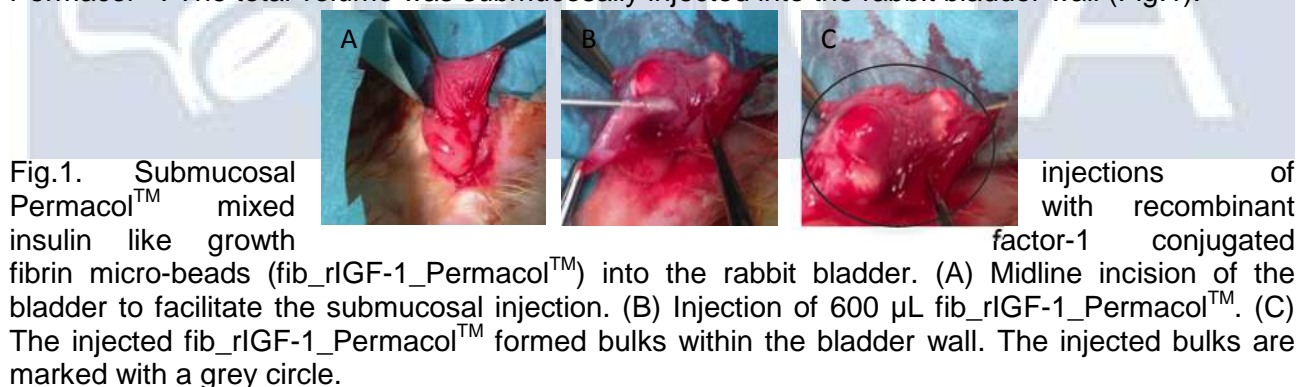 Permacol™. The total volume was submucosally injected into the rabbit bladder wall (Fig.1).
A B C
Fig.1. Submucosal injections of
Permacol™ mixed with recombinant
insulin like growth factor-1 conjugated
fibrin micro-beads (fib_rIGF-1_Permacol™) into the rabbit bladder. (A) Midline incision of the
bladder to facilitate the submucosal injection. (B) Injection of 600 µL fib_rIGF-1_Permacol™. (C)
The injected fib_rIGF-1_Permacol™ formed bulks within the bladder wall. The injected bulks are
marked with a grey circle.